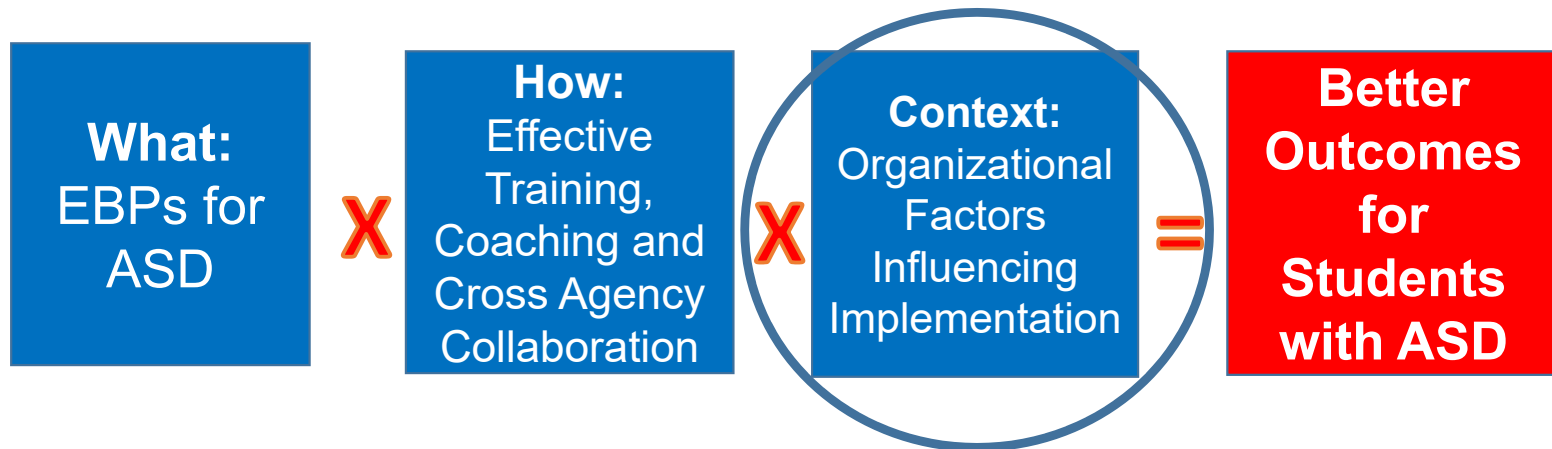 What:
EBPs for
ASD
X
How:
Effective
Training,
Coaching and
Cross Agency
Collaboration
X
Context:
Organizational
Factors
Influencing
Implementation
=
Better
Outcomes
for
Students
with ASD